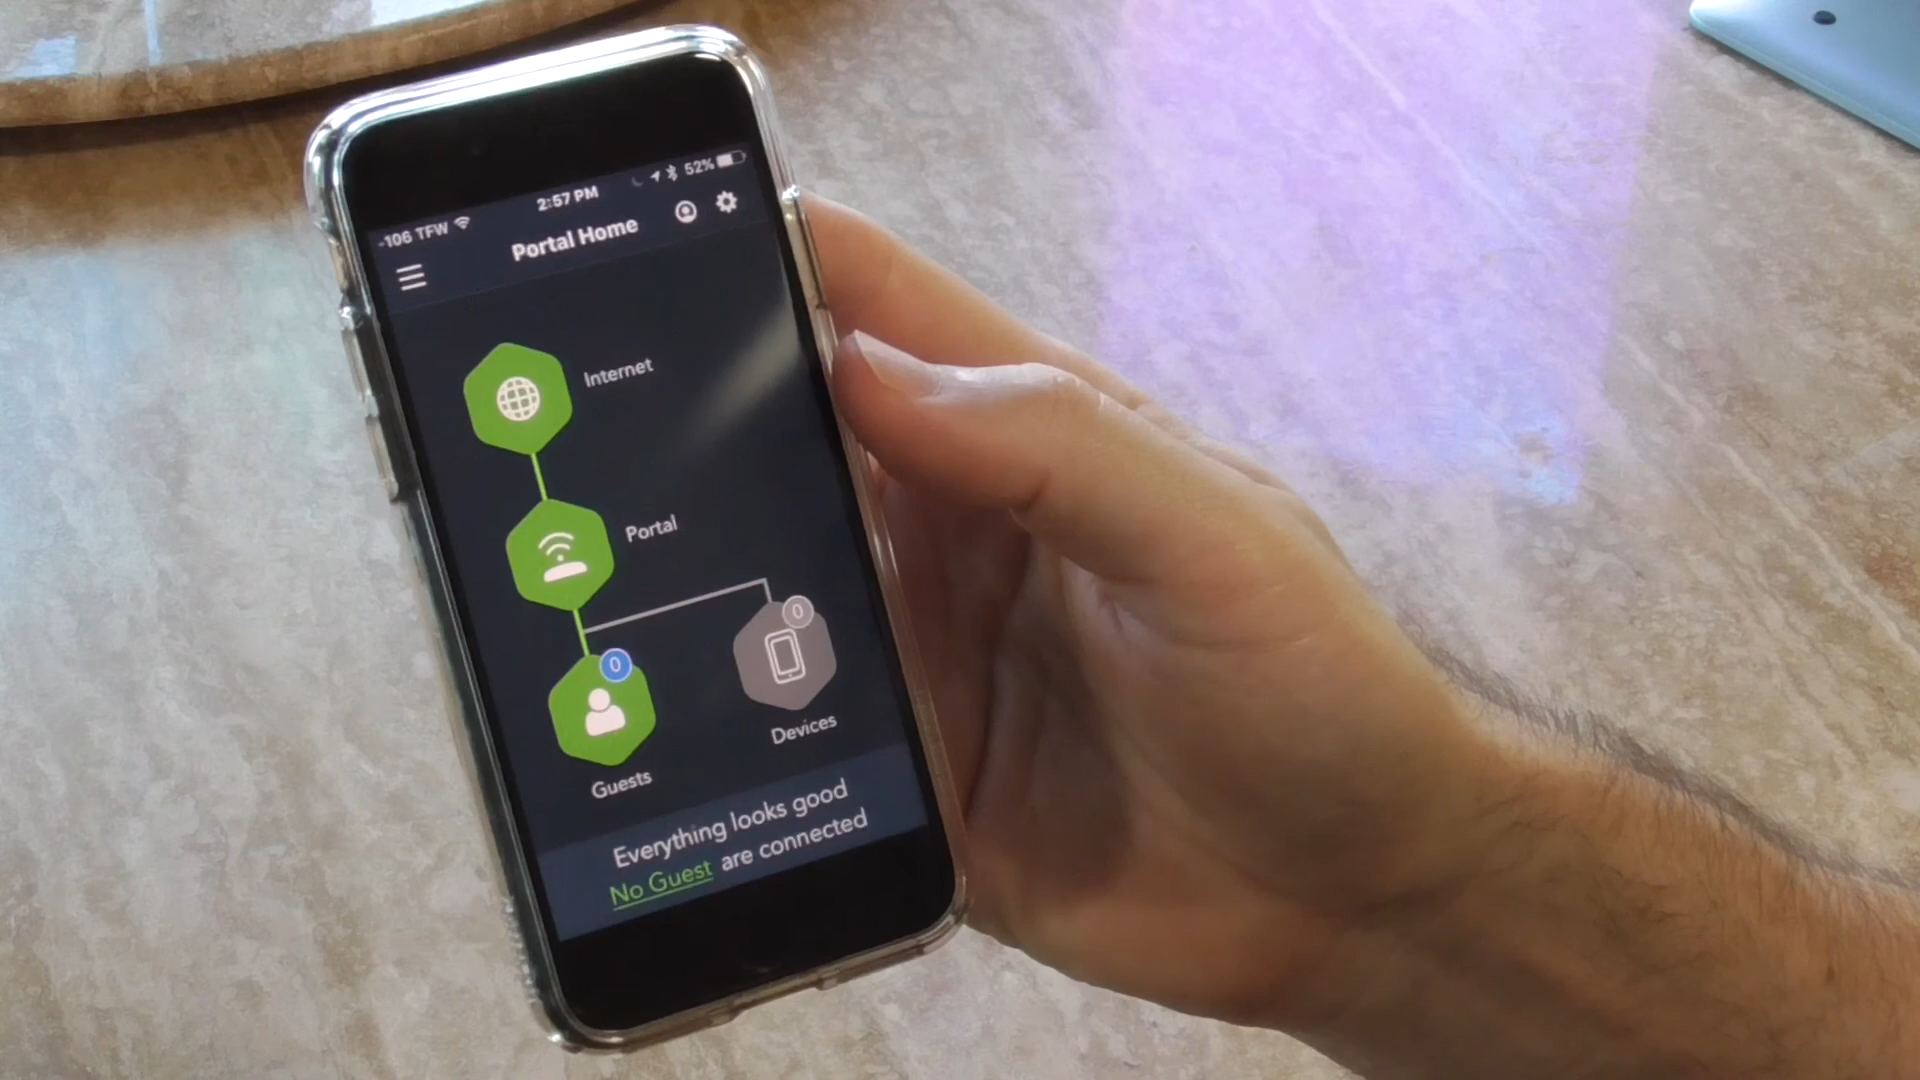 -106 TFW 2:57 PM 52%
Portal Home
Internet
Portal
0
0
Devices
Guests
Everything looks good
No Guest are connected